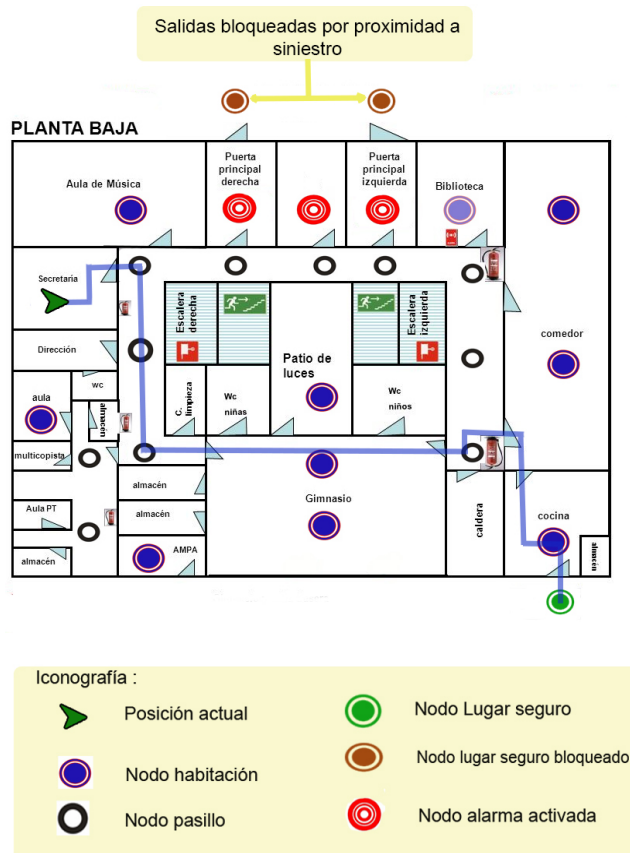 Salidas bloqueadas por proximidad a
siniestro
PLANTA BAJA
Aula de Música
Puerta
principal
derecha
Puerta
principal
izquierda
Biblioteca
Secretaria
Escalera
derecha
Escalera
izquierda
comedor
Dirección
Patio de
luces
wc
aula
almacén
C.
limpieza
Wc
niñas
Wc
niños
multicopista
almacén
Gimnasio
caldera
cocina
Aula PT
almacén
almacén
AMPA
almacén
Iconografía :
Posición actual
Nodo Lugar seguro
Nodo habitación
Nodo lugar seguro bloqueado
Nodo pasillo
Nodo alarma activada